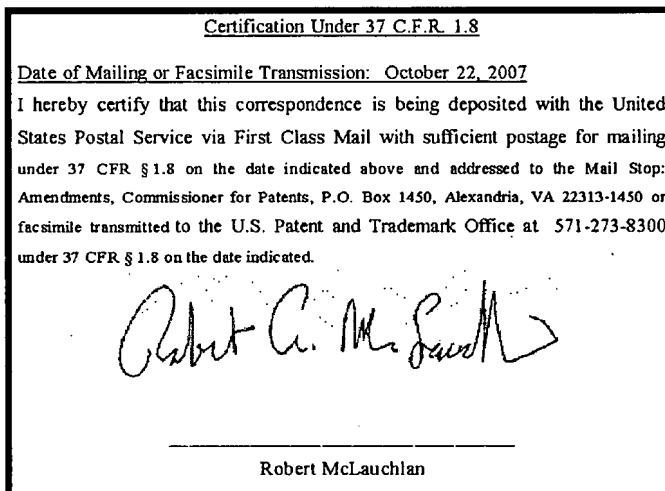 Certification Under 37 C.F.R. 1.8
Date of Mailing or Facsimile Transmission: October 22, 2007
I hereby certify that this correspondence is being deposited with the United
States Postal Service via First Class Mail with sufficient postage for mailing
under 37 CFR § 1.8 on the date indicated above and addressed to the Mail Stop:
Amendments, Commissioner for Patents, P.O. Box 1450, Alexandria, VA 22313-1450 or
facsimile transmitted to the U.S. Patent and Trademark Office at 571-273-8300
under 37 CFR § 1.8 on the date indicated.
Robert A. McLauchlan
Robert McLauchlan